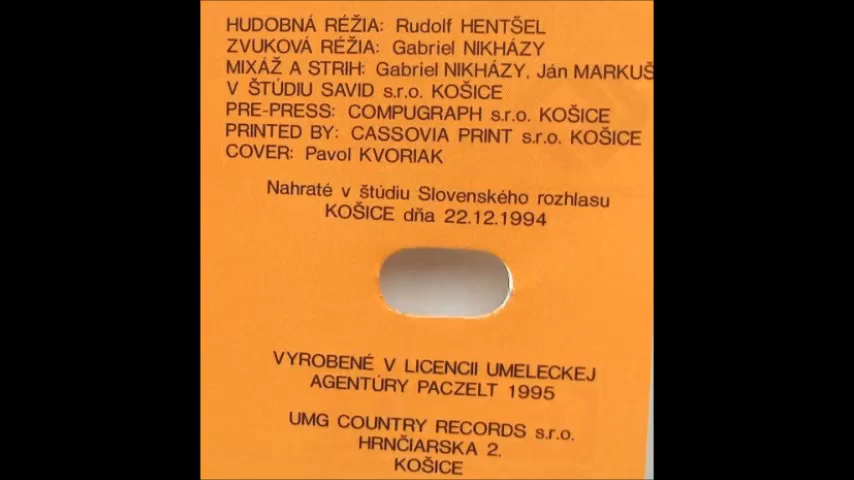 HUDOBNÁ RÉŽIA: Rudolf HENTŠEL
ZVUKOVÁ RÉŽIA: Gabriel NIKHÁZY
MIXÁŽ A STRIH: Gabriel NIKHÁZY, Ján MARKUŠ
V ŠTÚDIU SAVID s.r.o. KOŠICE
PRE-PRESS: COMPUGRAPH s.r.o. KOŠICE
PRINTED BY: CASSOVIA PRINT s.r.o. KOŠICE
COVER: Pavol KVORIAK
Nahraté v štúdiu Slovenského rozhlasu
KOŠICE dňa 22.12.1994
VYROBENÉ V LICENCII UMELECKEJ
AGENTÚRY PACZELT 1995
UMG COUNTRY RECORDS s.r.o.
HRNČIARSKA 2.
KOŠICE